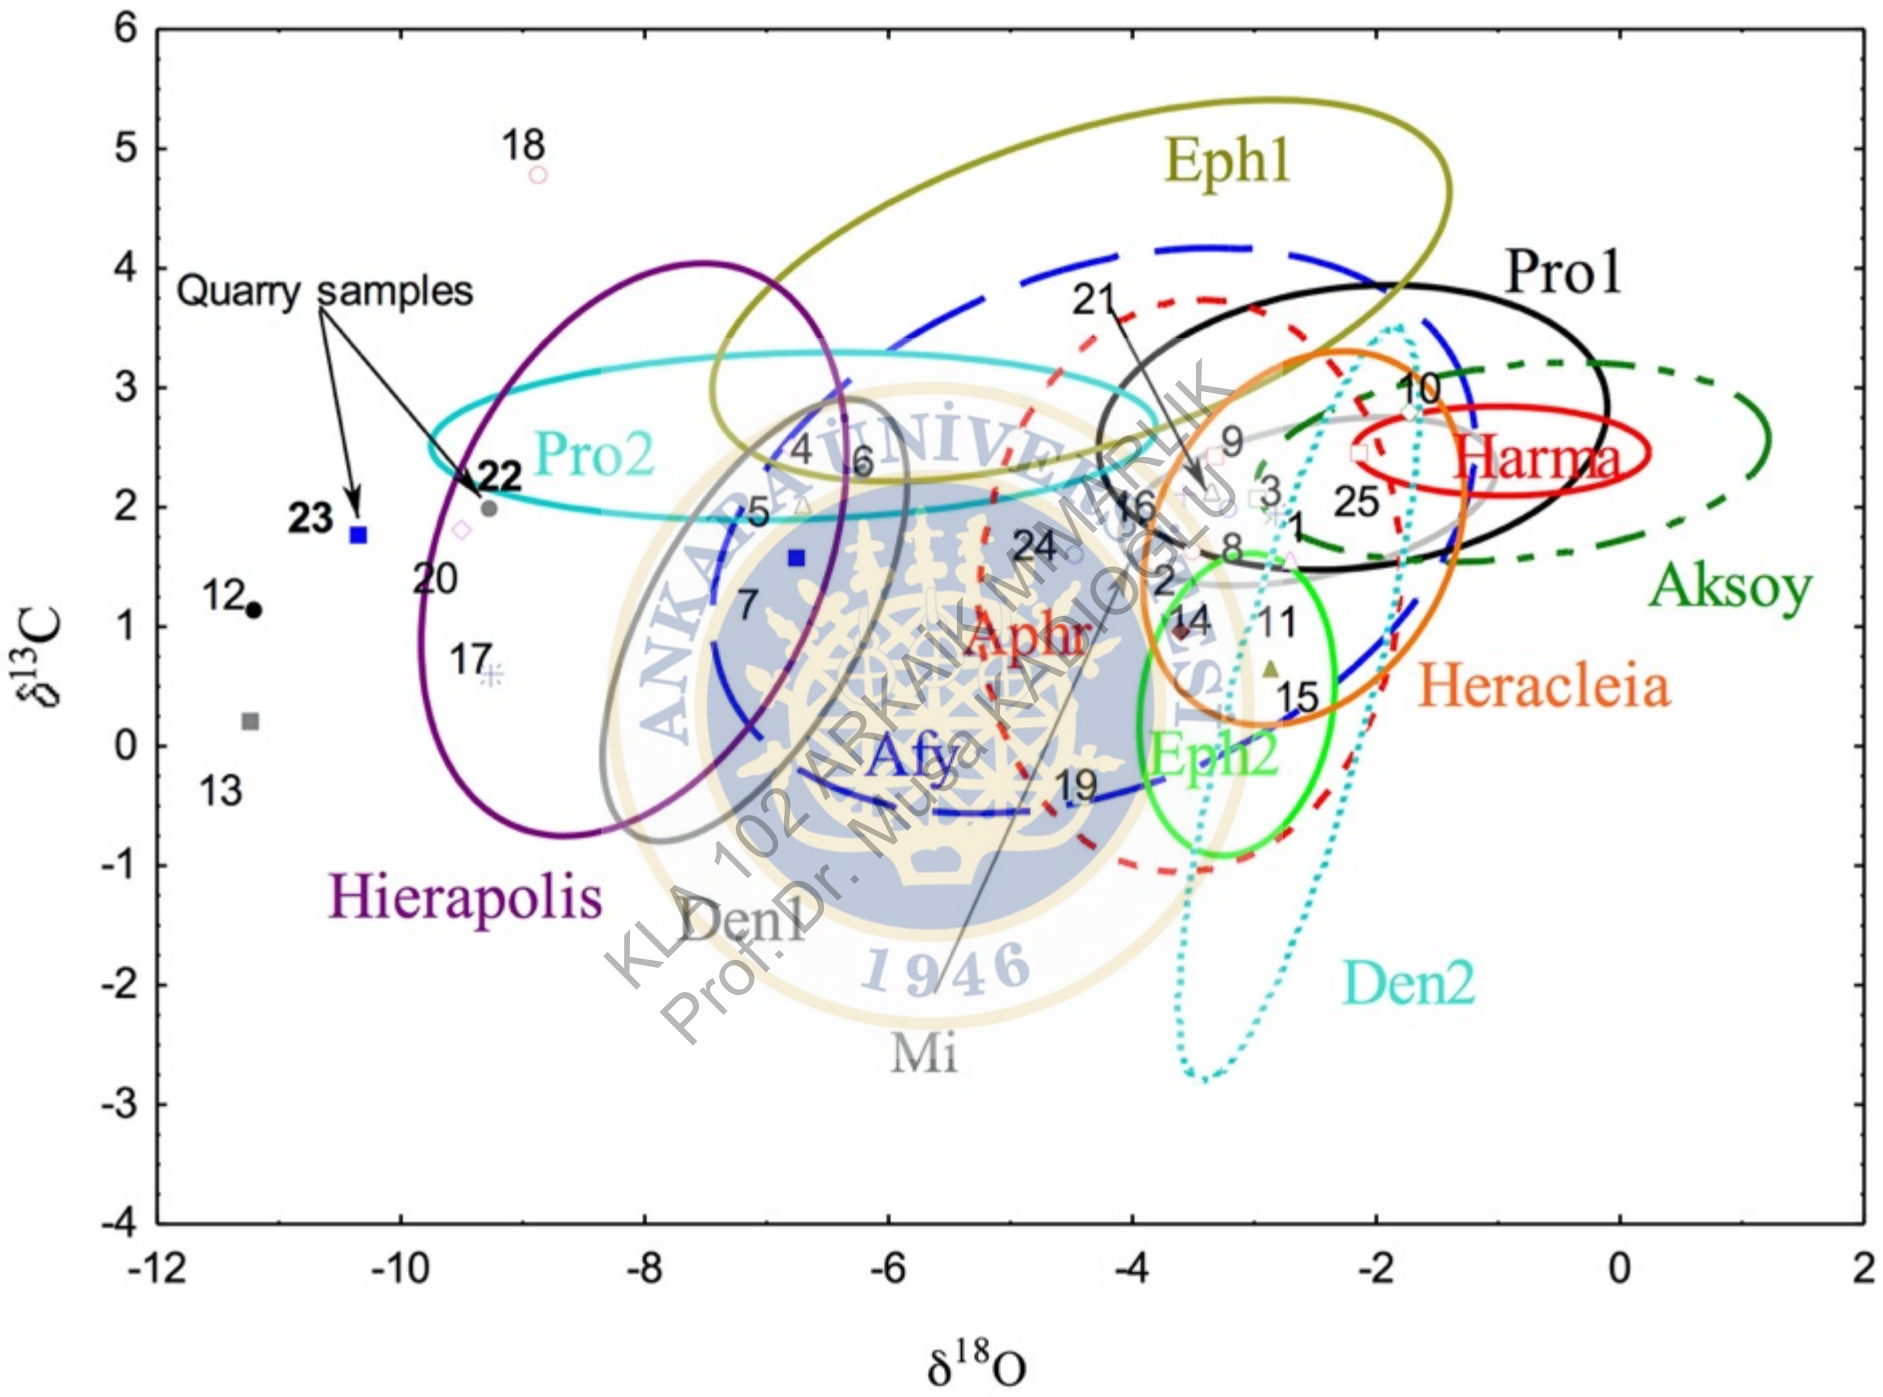 6
5
4
3
2
1
0
-1
-2
-3
-4
δ¹³C
-12
-10
-8
-6
-4
-2
0
2
δ¹⁸O
18
Eph1
Quarry samples
21
Pro1
10
Pro2
4
6
9
Harma
22
23
5
16
3
25
1
24
8
20
2
Aksoy
12
7
14
11
Aphr
17
15
Heracleia
13
Afy
19
Eph2
Hierapolis
Den1
Den2
Mi
ANKARA ÜNİVERSİTESİ
1946
KLA 102 ARKAİK MİMARLIK
Prof. Dr. Musa KADIOĞLU